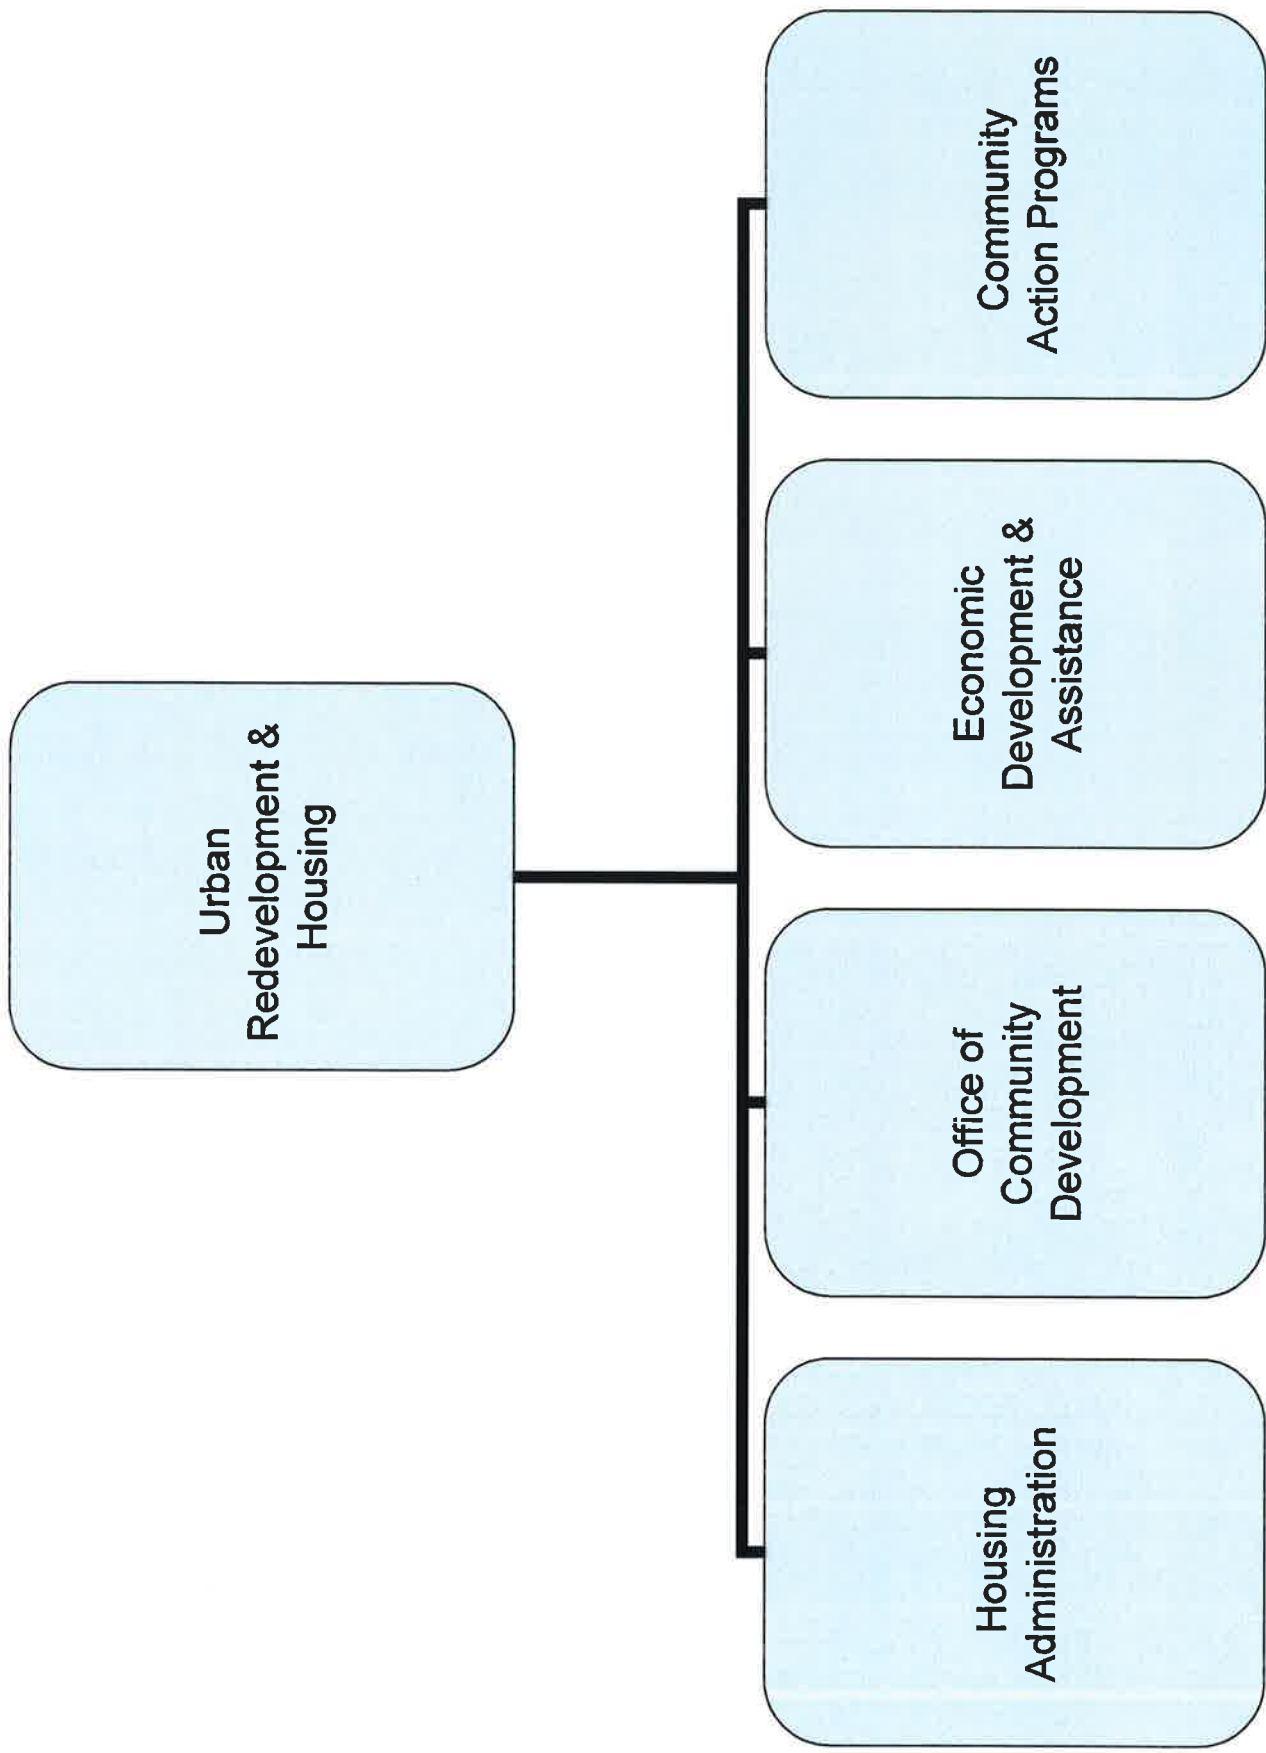 Urban
Redevelopment &
Housing
Housing
Administration
Office of
Community
Development
Economic
Development &
Assistance
Community
Action Programs